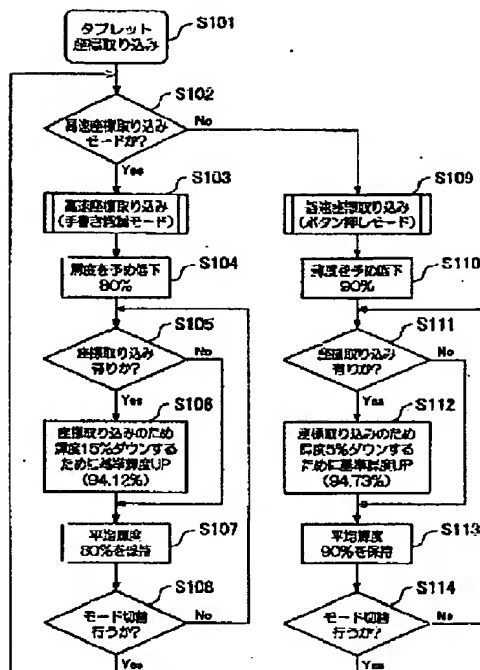 タブレット
座標取り込み
S101
S102
高速座標取り込み
モードか?
No
Yes
S103
高速座標取り込み
(手書き モード)
S104
輝度を予め低下
80%
S105
座標取り込み
有りか?
No
Yes
S106
座標取り込みのため
輝度15%ダウンする
ために基準輝度UP
(94.12%)
S107
平均輝度
80%を保持
S108
モード切替
行うか?
No
Yes
S109
座標取り込み
(ボタン押しモード)
S110
輝度を予め低下
90%
S111
座標取り込み
有りか?
No
Yes
S112
座標取り込みのため
輝度5%ダウンする
ために基準輝度UP
(94.73%)
S113
平均輝度
90%を保持
S114
モード切替
行うか?
No
Yes